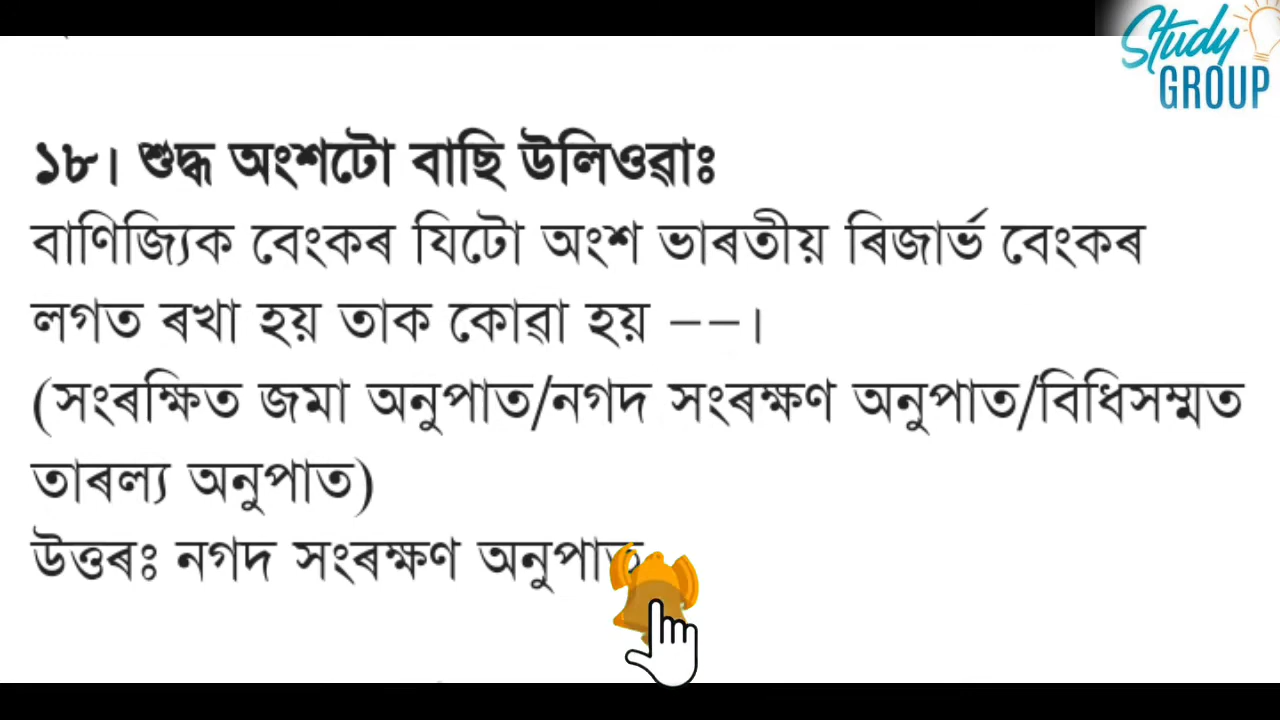 Study
GROUP
১৮। শুদ্ধ অংশটো বাছি উলিওৱাঃ
বাণিজ্যিক বেংকৰ যিটো অংশ ভাৰতীয় ৰিজাৰ্ভ বেংকৰ
লগত ৰখা হয় তাক কোৱা হয় −−।
(সংৰক্ষিত জমা অনুপাত/নগদ সংৰক্ষণ অনুপাত/বিধিসম্মত
তাৰল্য অনুপাত)
উত্তৰঃ নগদ সংৰক্ষণ অনুপাত